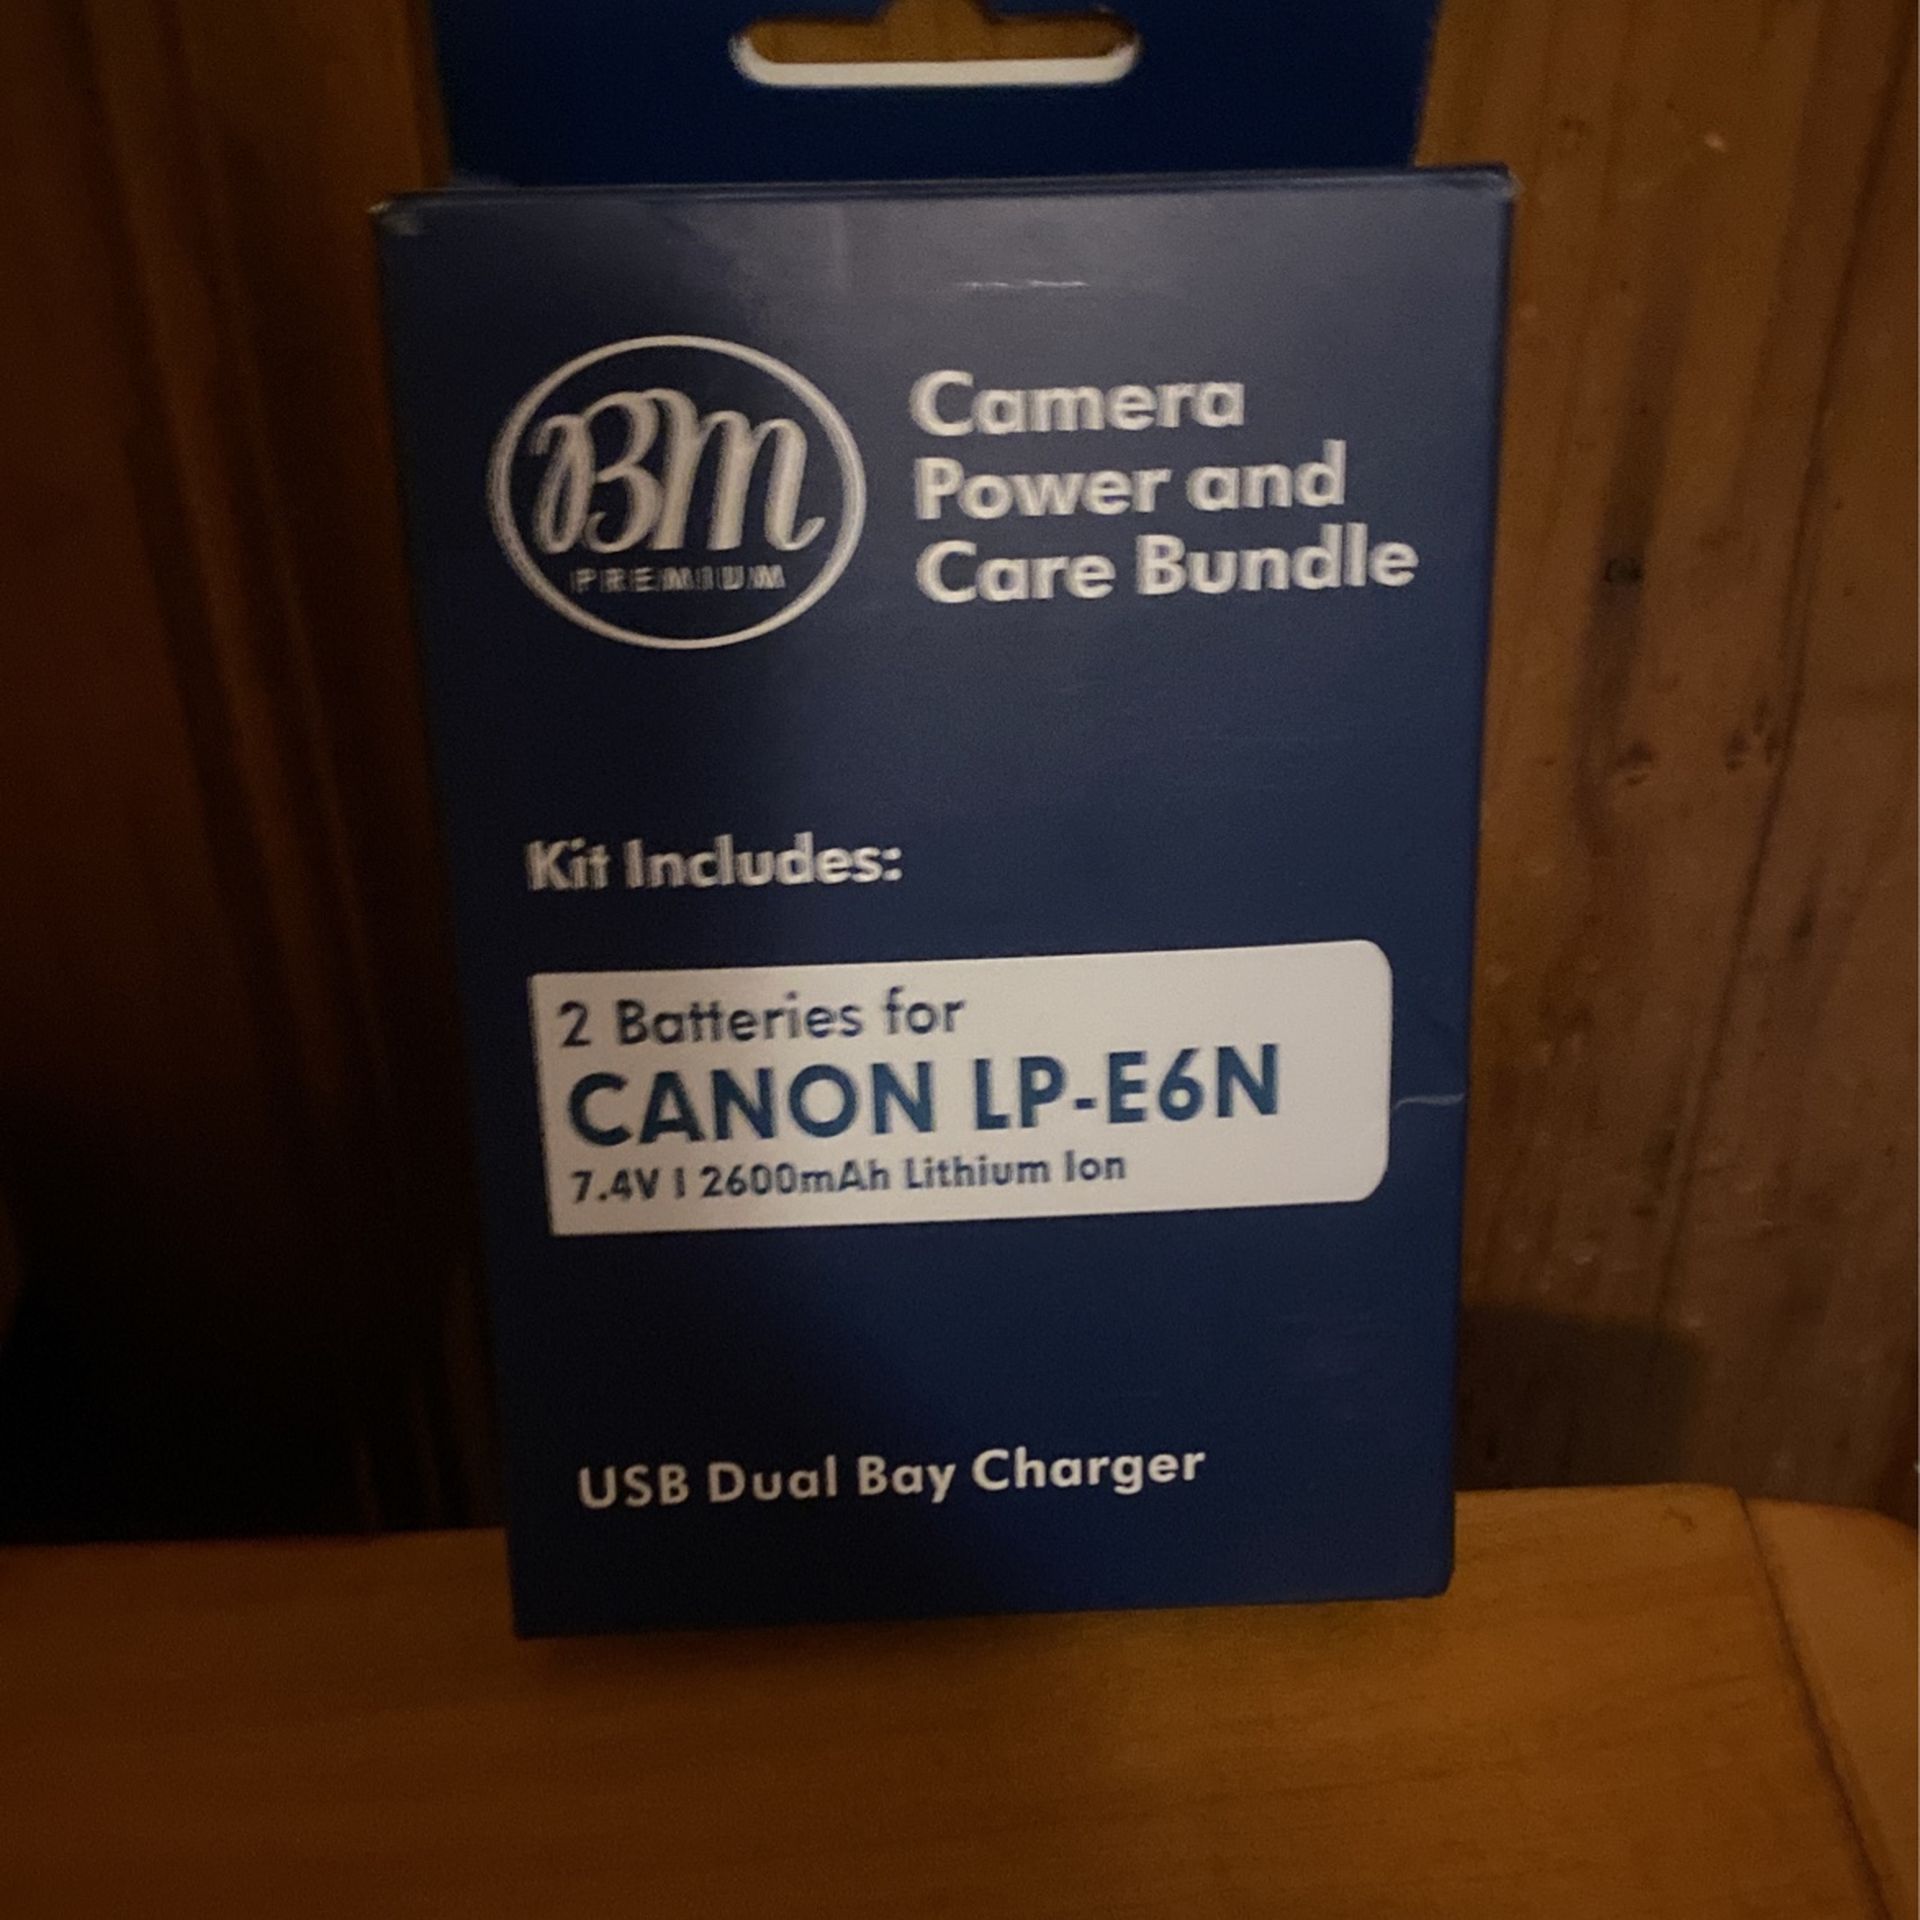 BM
PREMIUM
Camera
Power and
Care Bundle
Kit Includes:
2 Batteries for
CANON LP-E6N
7.4V | 2600mAh Lithium Ion
USB Dual Bay Charger